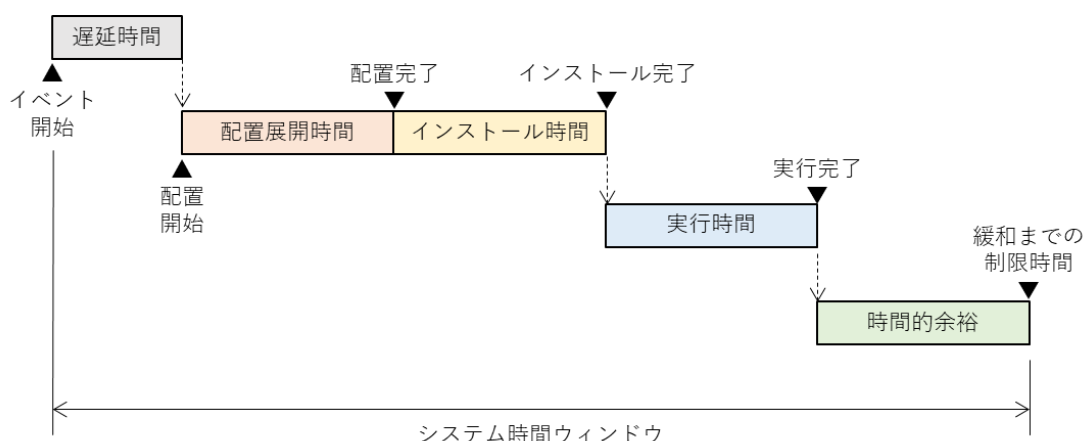 遅延時間
イベント
開始
配置完了
インストール完了
配置展開時間
インストール時間
配置
開始
実行完了
実行時間
緩和までの
制限時間
時間的余裕
システム時間ウィンドウ